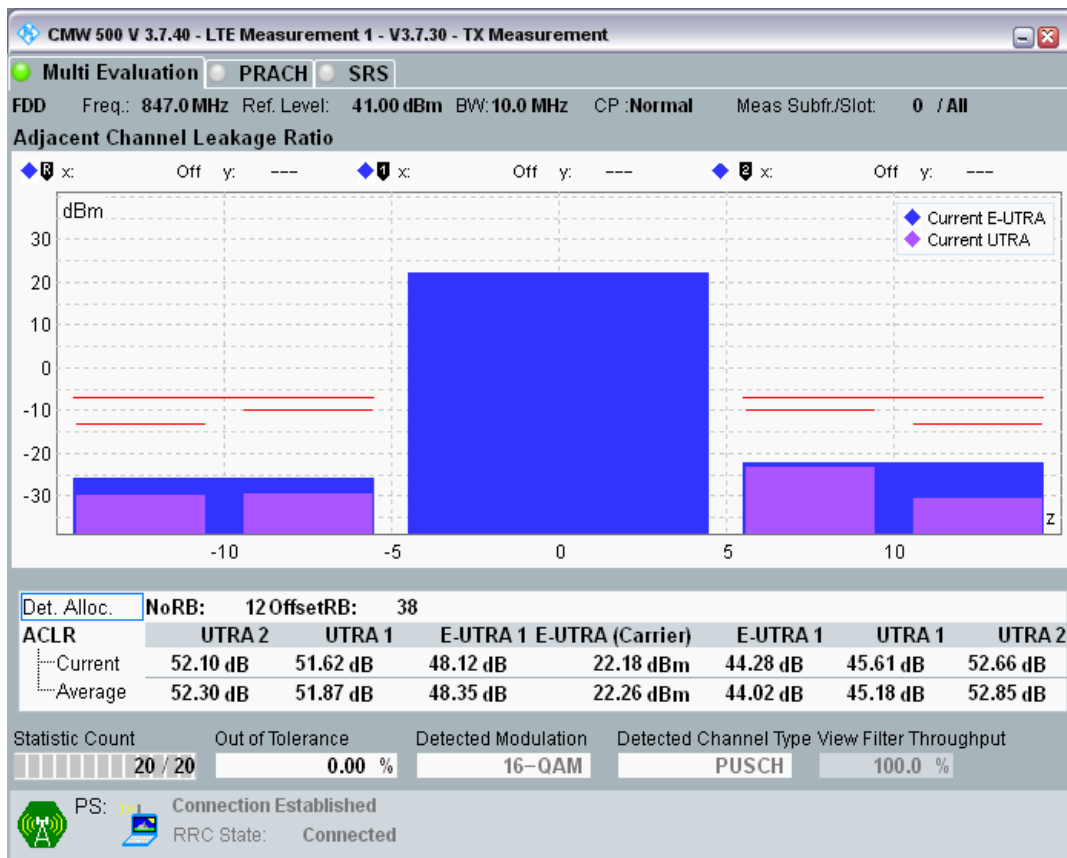 CMW 500 V 3.7.40 - LTE Measurement 1 - V3.7.30 - TX Measurement
Multi Evaluation PRACH SRS
FDD Freq.: 847.0 MHz Ref. Level: 41.00 dBm BW: 10.0 MHz CP :Normal Meas Subfr./Slot: 0 / All
Adjacent Channel Leakage Ratio
R x: Off y: --- 1 x: Off y: --- 2 x: Off y: ---
dBm
Current E-UTRA
Current UTRA
30
20
10
0
-10
-20
-30
z
-10 -5 0 5 10
Det. Alloc. NoRB: 12 OffsetRB: 38
ACLR UTRA 2 UTRA 1 E-UTRA 1 E-UTRA (Carrier) E-UTRA 1 UTRA 1 UTRA 2
Current 52.10 dB 51.62 dB 48.12 dB 22.18 dBm 44.28 dB 45.61 dB 52.66 dB
Average 52.30 dB 51.87 dB 48.35 dB 22.26 dBm 44.02 dB 45.18 dB 52.85 dB
Statistic Count Out of Tolerance Detected Modulation Detected Channel Type View Filter Throughput
20 / 20 0.00 % 16-QAM PUSCH 100.0 %
PS: Connection Established
RRC State: Connected